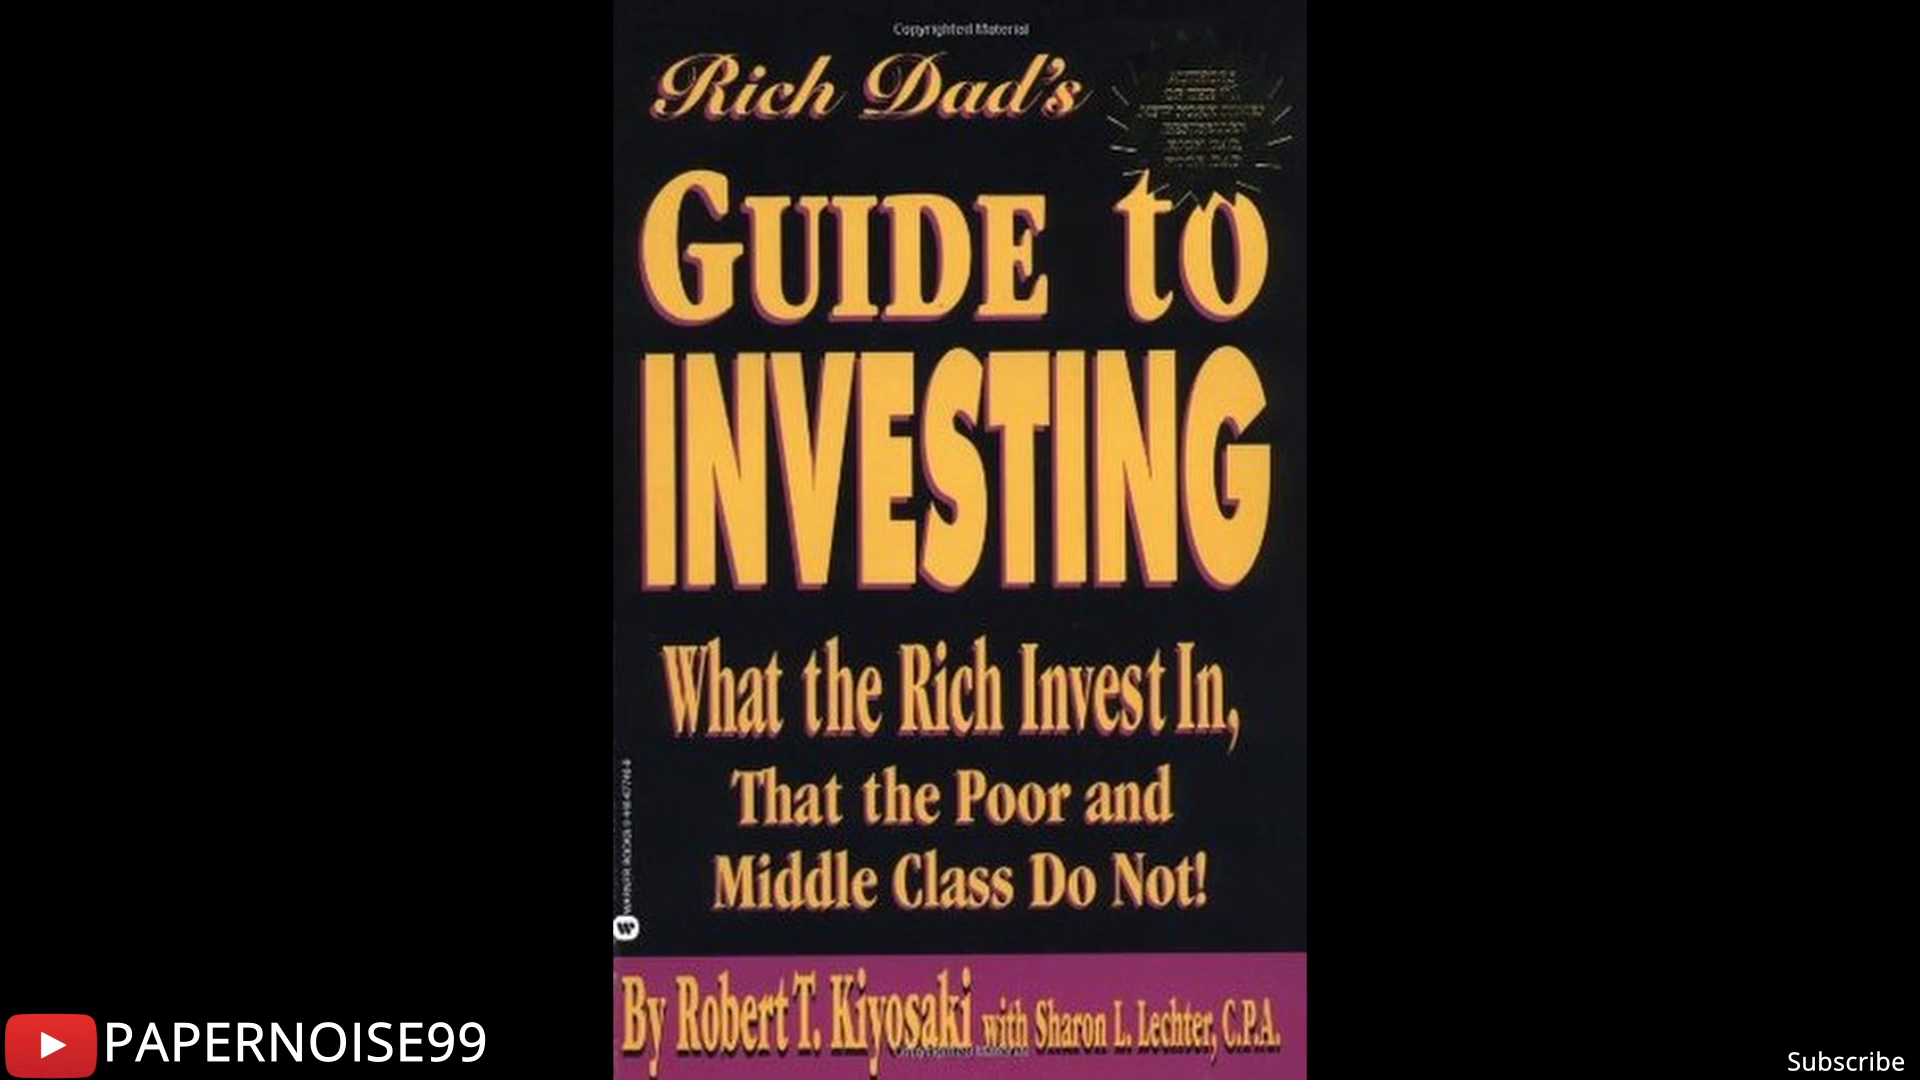 Copyrighted Material
Rich Dad's
GUIDE to
INVESTING
What the Rich Invest In,
That the Poor and
Middle Class Do Not!
By Robert T. Kiyosaki with Sharon L. Lechter, C.P.A.
PAPERNOISE99
Subscribe